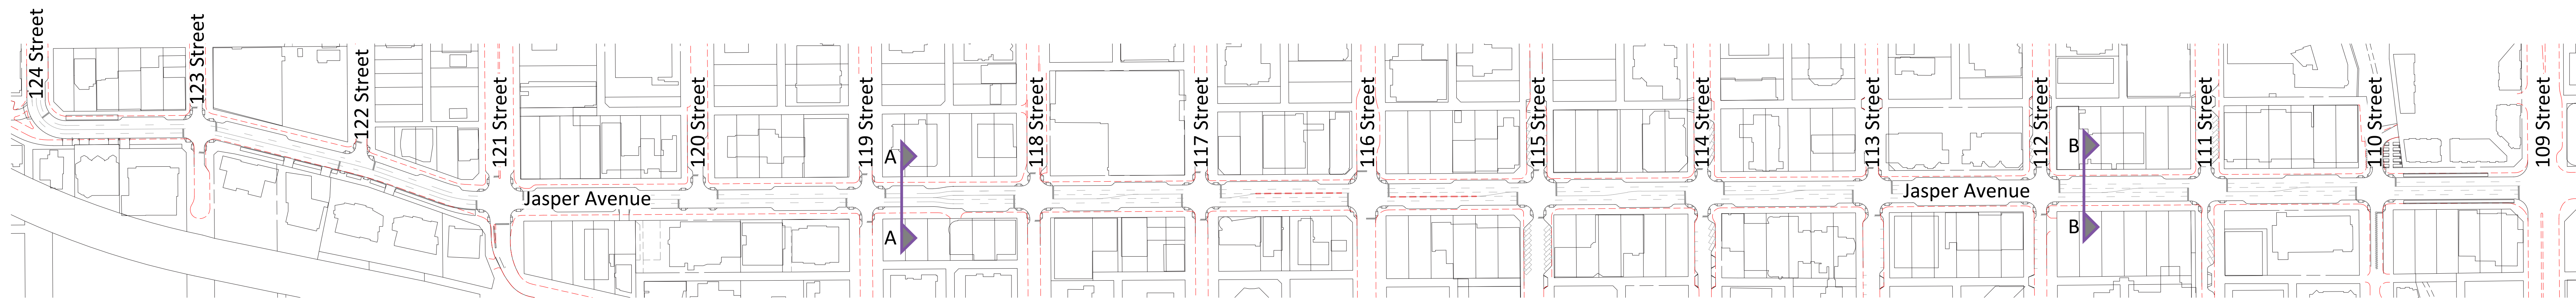 124 Street
123 Street
122 Street
121 Street
120 Street
119 Street
118 Street
117 Street
116 Street
115 Street
114 Street
113 Street
112 Street
111 Street
110 Street
109 Street
A
B
Jasper Avenue
Jasper Avenue
A
B